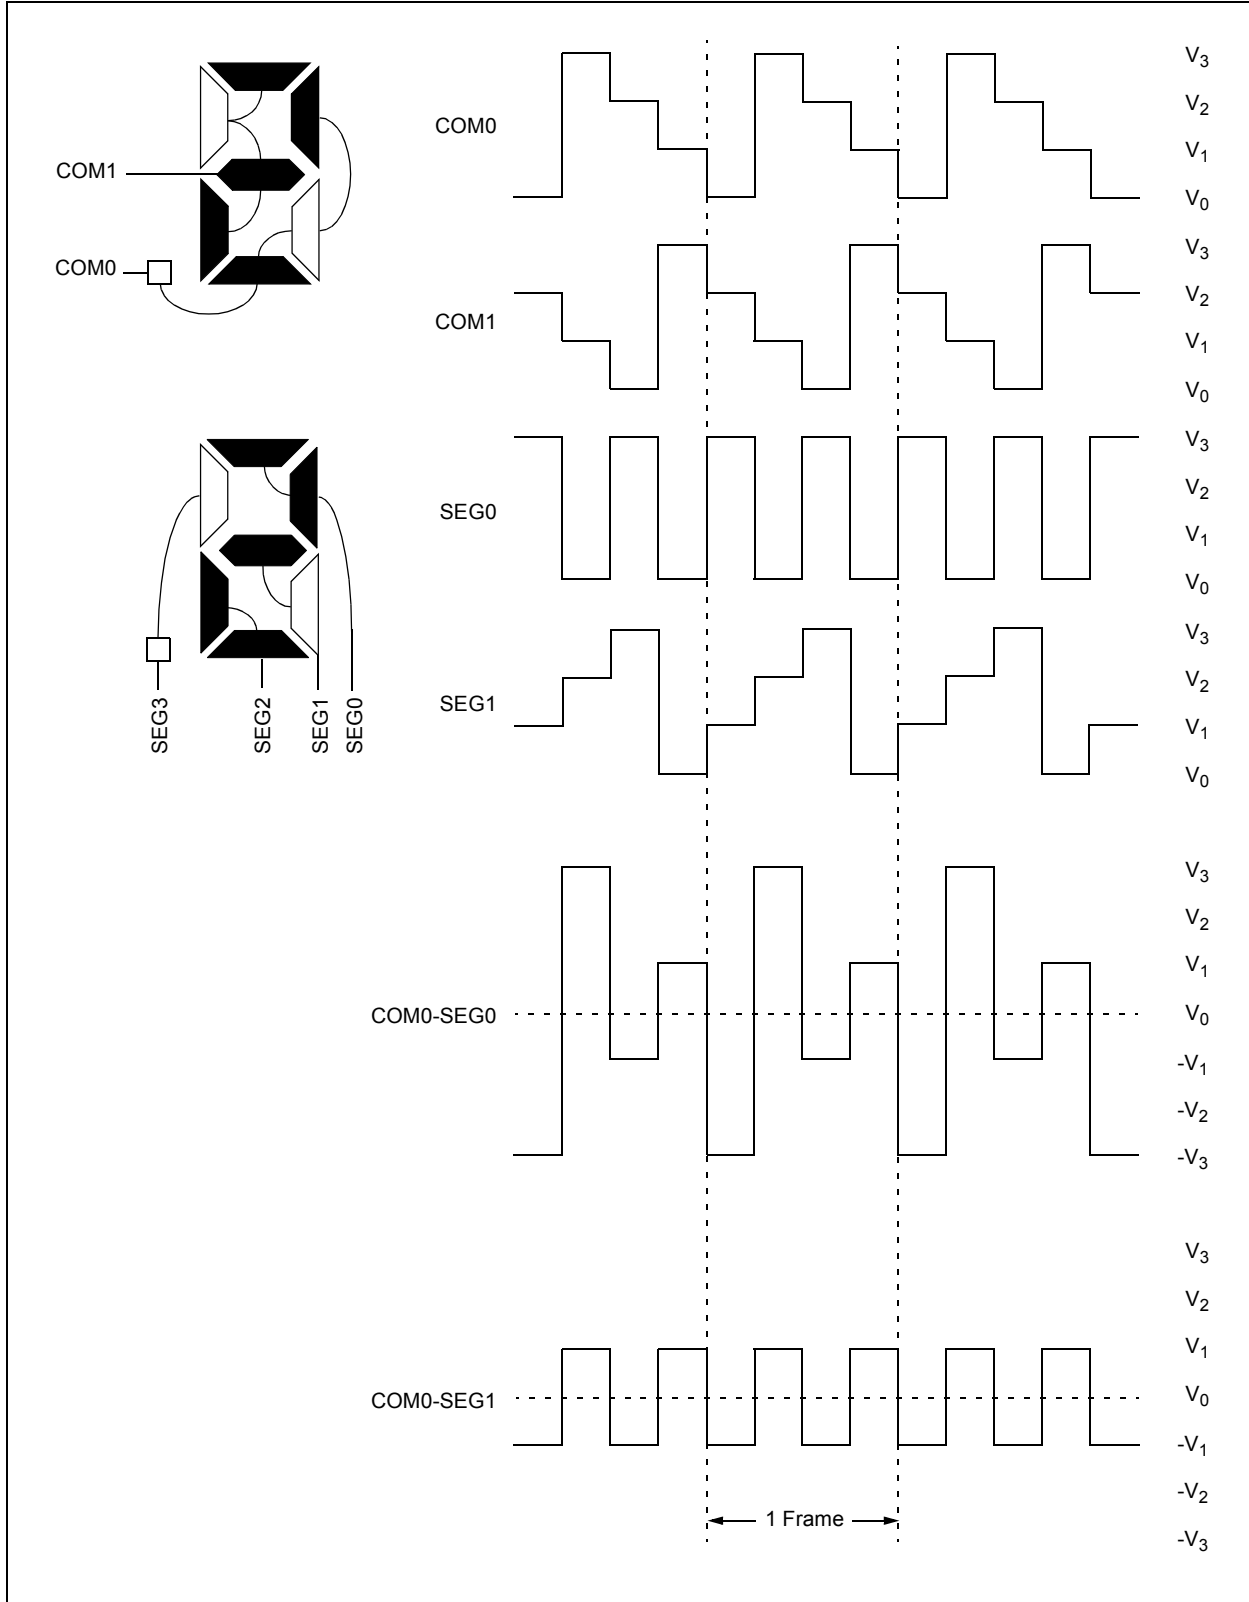 COM1
COM0
SEG3
SEG2
SEG1
SEG0
COM0
V3
V2
V1
V0
COM1
V3
V2
V1
V0
SEG0
V3
V2
V1
V0
SEG1
V3
V2
V1
V0
COM0-SEG0
V3
V2
V1
V0
-V1
-V2
-V3
COM0-SEG1
V3
V2
V1
V0
-V1
-V2
-V3
1 Frame